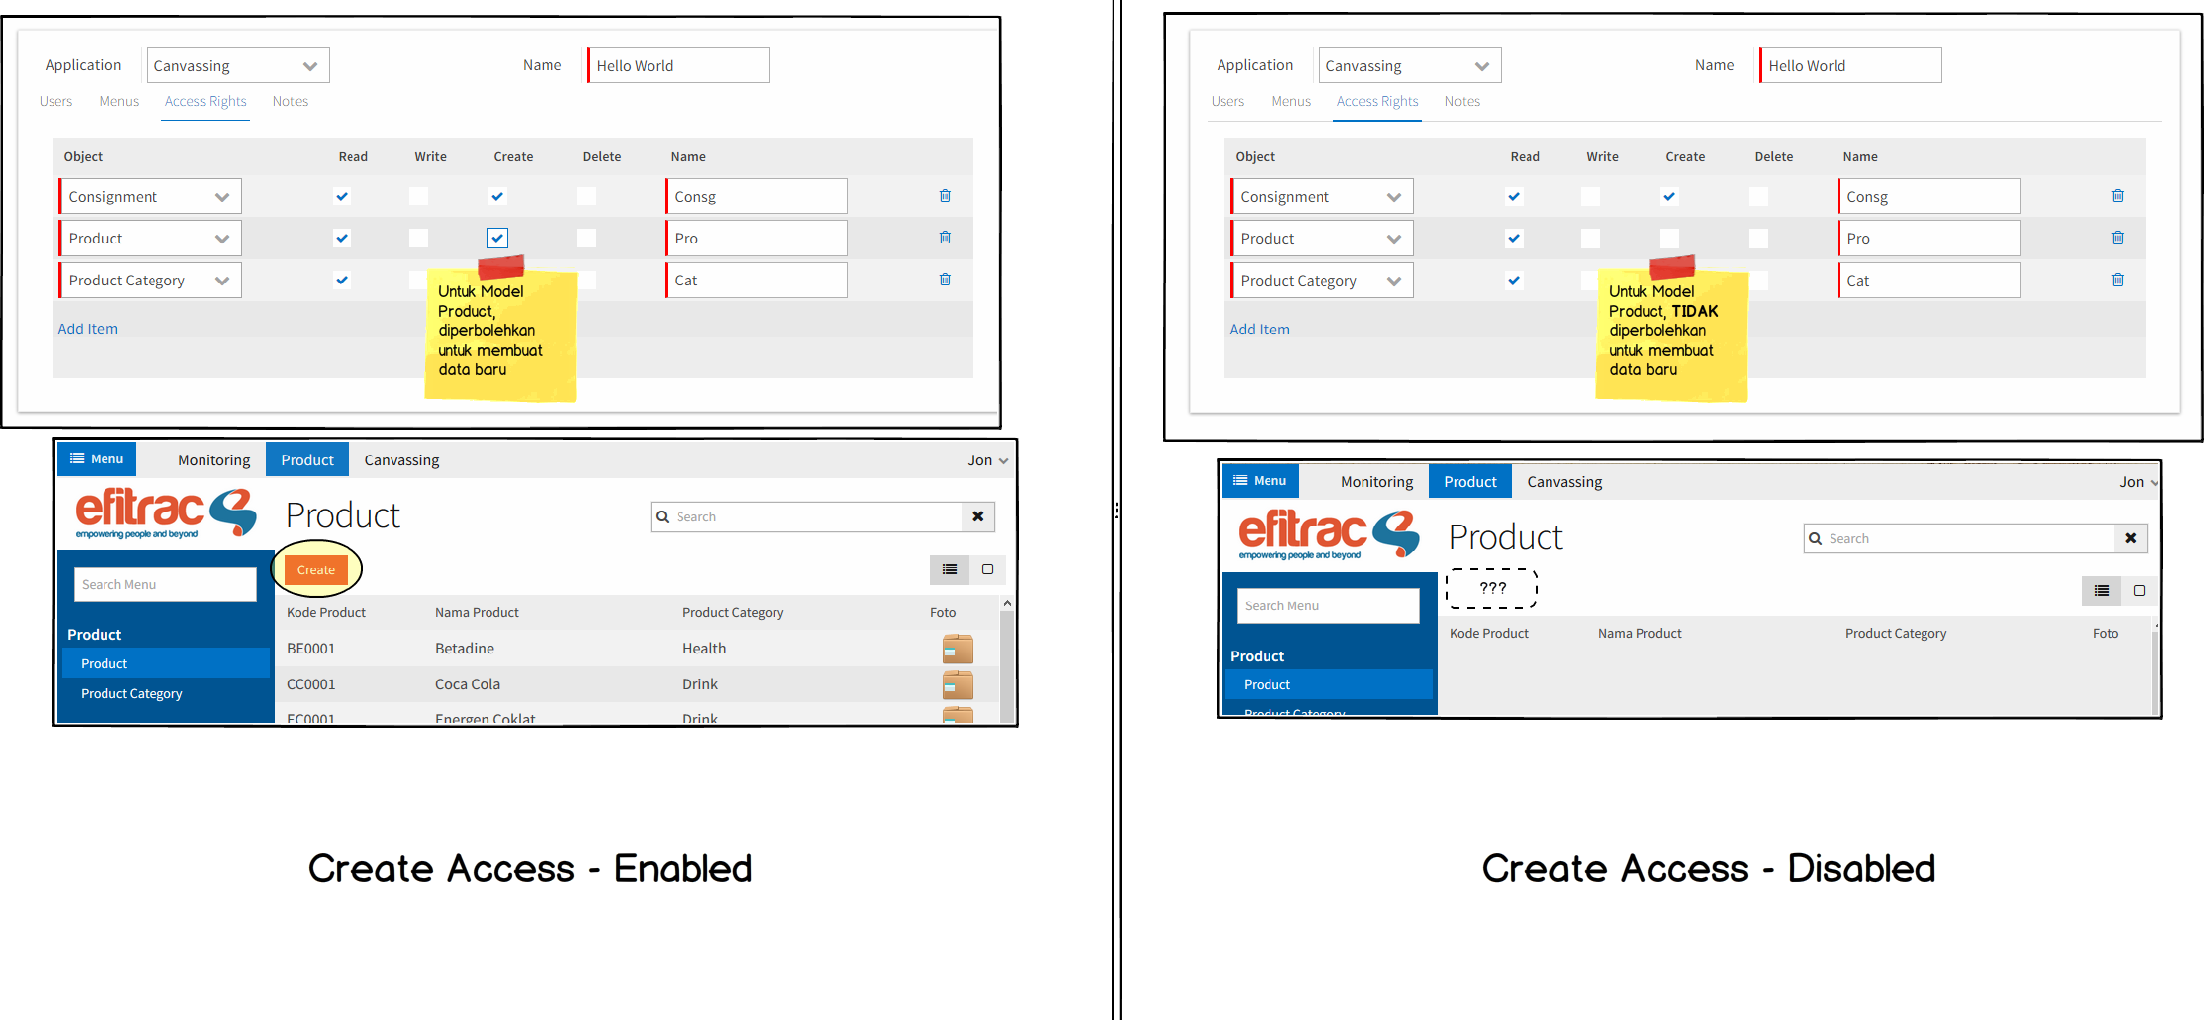 Application
Canvassing
Name
Hello World
Users Menus Access Rights Notes
Object Read Write Create Delete Name
Consignment
Consg
Product
Pro
Product Category
Cat
Add Item
Untuk Model
Product,
diperbolehkan
untuk membuat
data baru
Menu Monitoring Product Canvassing Jon
efitrac
empowering people and beyond
Product
Search
Create
Search Menu
Product
Product
Product Category
Kode Product Nama Product Product Category Foto
BE0001 Betadine Health
CC0001 Coca Cola Drink
EC0001 Energen Coklat Drink
Create Access - Enabled
Application
Canvassing
Name
Hello World
Users Menus Access Rights Notes
Object Read Write Create Delete Name
Consignment
Consg
Product
Pro
Product Category
Cat
Add Item
Untuk Model
Product, TIDAK
diperbolehkan
untuk membuat
data baru
Menu Monitoring Product Canvassing Jon
efitrac
empowering people and beyond
Product
Search
???
Search Menu
Product
Product
Product Category
Kode Product Nama Product Product Category Foto
Create Access - Disabled